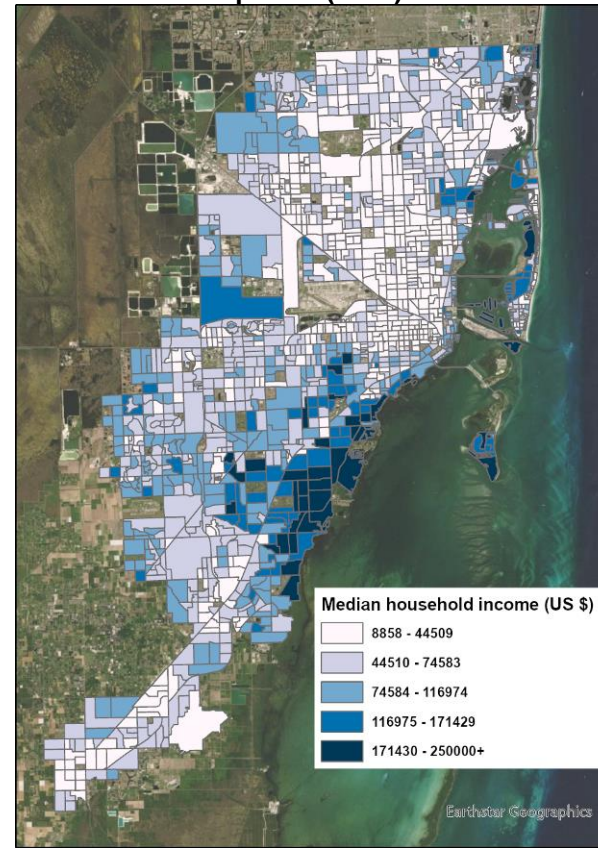 Median household income (US $)
8858 - 44509
44510 - 74583
74584 - 116974
116975 - 171429
171430 - 250000+
Earthstar Geographics